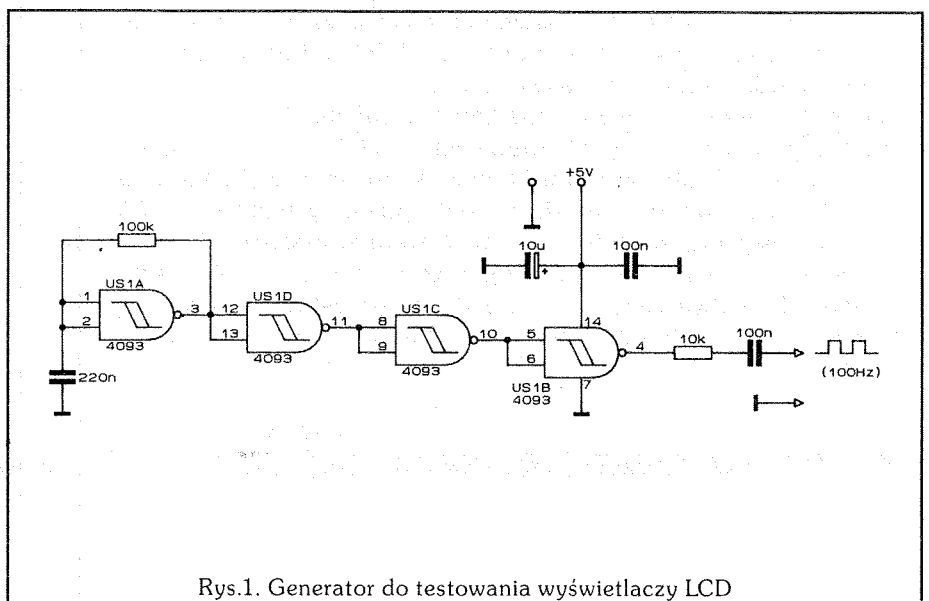 +5V
100k
10u
+
100n
US1A
1
2
3
4093
220n
US1D
12
13
11
4093
US1C
8
9
10
4093
14
5
6
4
7
US1B
4093
10k
100n
(100Hz)
Rys.1. Generator do testowania wyświetlaczy LCD